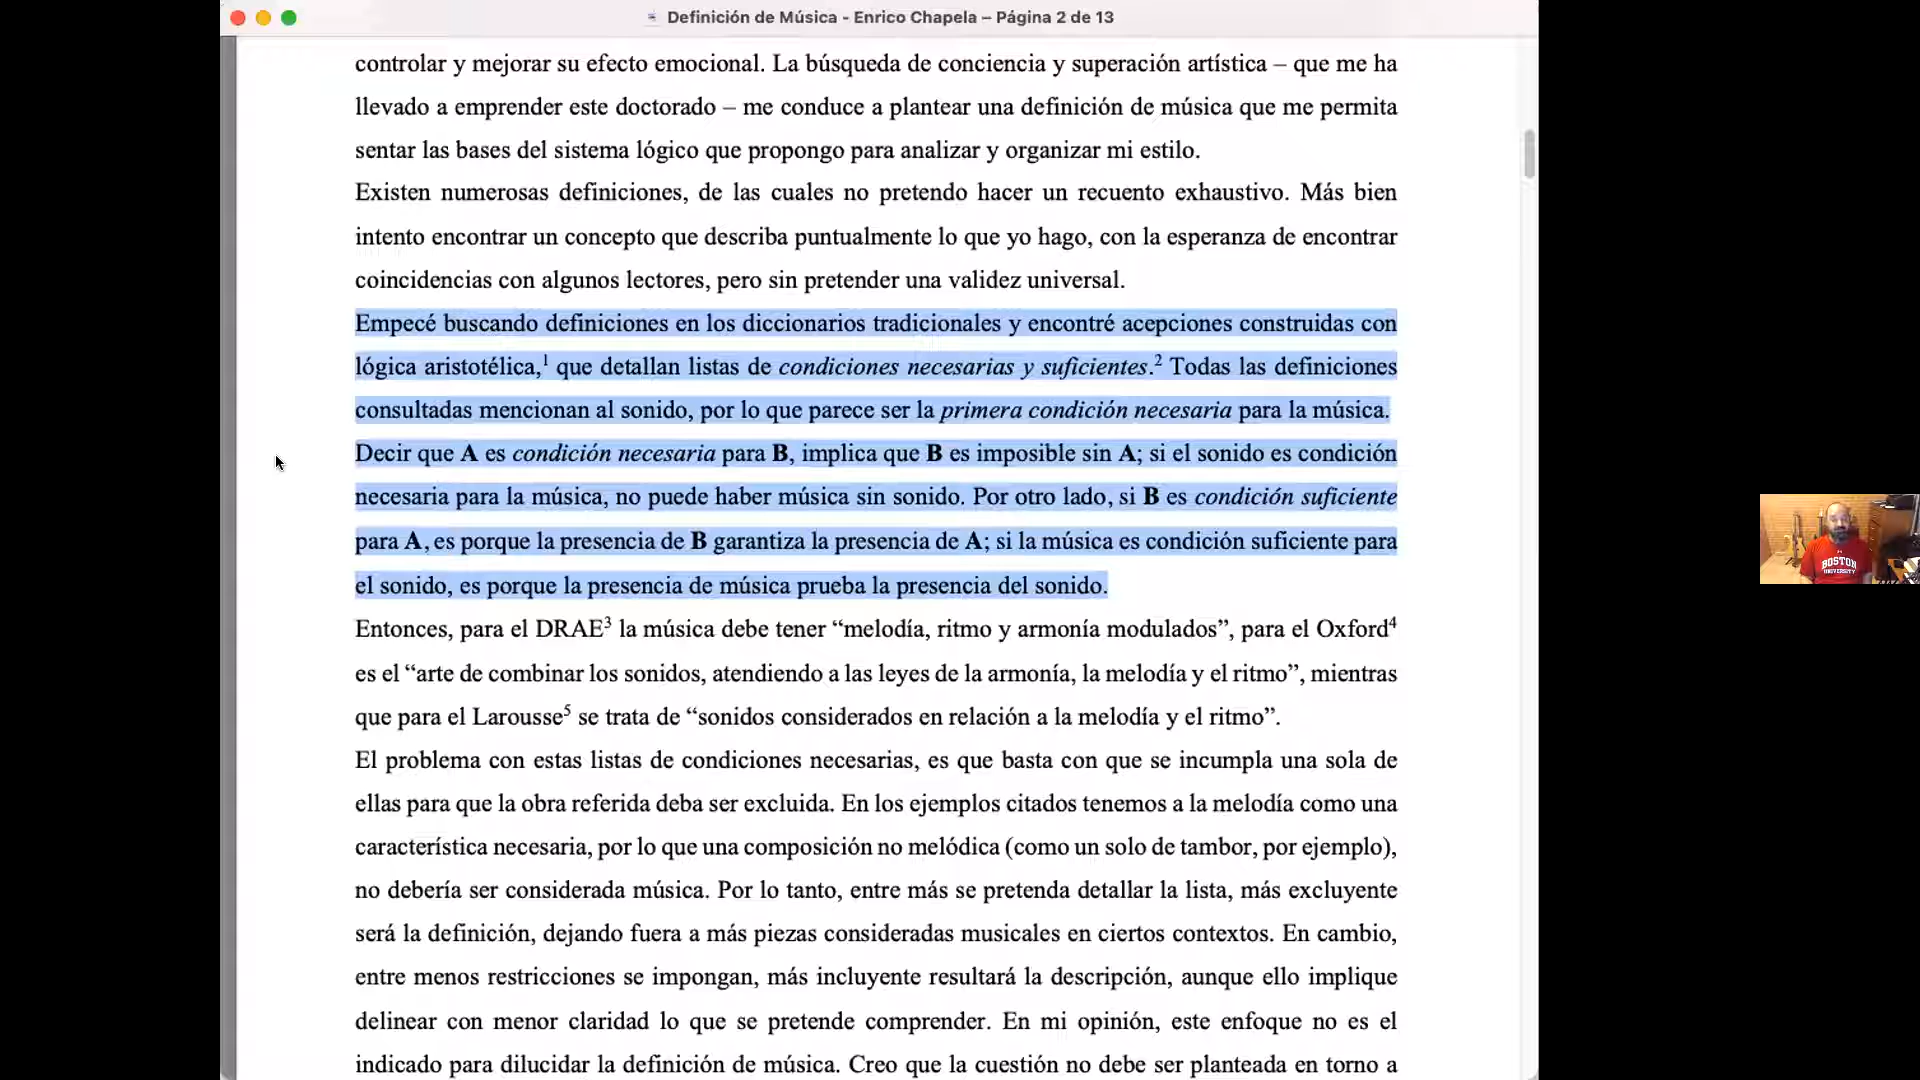 Definición de Música - Enrico Chapela – Página 2 de 13
controlar y mejorar su efecto emocional. La búsqueda de conciencia y superación artística – que me ha
llevado a emprender este doctorado – me conduce a plantear una definición de música que me permita
sentar las bases del sistema lógico que propongo para analizar y organizar mi estilo.
Existen numerosas definiciones, de las cuales no pretendo hacer un recuento exhaustivo. Más bien
intento encontrar un concepto que describa puntualmente lo que yo hago, con la esperanza de encontrar
coincidencias con algunos lectores, pero sin pretender una validez universal.
Empecé buscando definiciones en los diccionarios tradicionales y encontré acepciones construidas con
lógica aristotélica,¹ que detallan listas de condiciones necesarias y suficientes.² Todas las definiciones
consultadas mencionan al sonido, por lo que parece ser la primera condición necesaria para la música.
Decir que A es condición necesaria para B, implica que B es imposible sin A; si el sonido es condición
necesaria para la música, no puede haber música sin sonido. Por otro lado, si B es condición suficiente
para A, es porque la presencia de B garantiza la presencia de A; si la música es condición suficiente para
el sonido, es porque la presencia de música prueba la presencia del sonido.
Entonces, para el DRAE³ la música debe tener “melodía, ritmo y armonía modulados”, para el Oxford⁴
es el “arte de combinar los sonidos, atendiendo a las leyes de la armonía, la melodía y el ritmo”, mientras
que para el Larousse⁵ se trata de “sonidos considerados en relación a la melodía y el ritmo”.
El problema con estas listas de condiciones necesarias, es que basta con que se incumpla una sola de
ellas para que la obra referida deba ser excluida. En los ejemplos citados tenemos a la melodía como una
característica necesaria, por lo que una composición no melódica (como un solo de tambor, por ejemplo),
no debería ser considerada música. Por lo tanto, entre más se pretenda detallar la lista, más excluyente
será la definición, dejando fuera a más piezas consideradas musicales en ciertos contextos. En cambio,
entre menos restricciones se impongan, más incluyente resultará la descripción, aunque ello implique
delinear con menor claridad lo que se pretende comprender. En mi opinión, este enfoque no es el
indicado para dilucidar la definición de música. Creo que la cuestión no debe ser planteada en torno a
BOSTON
UNIVERSITY